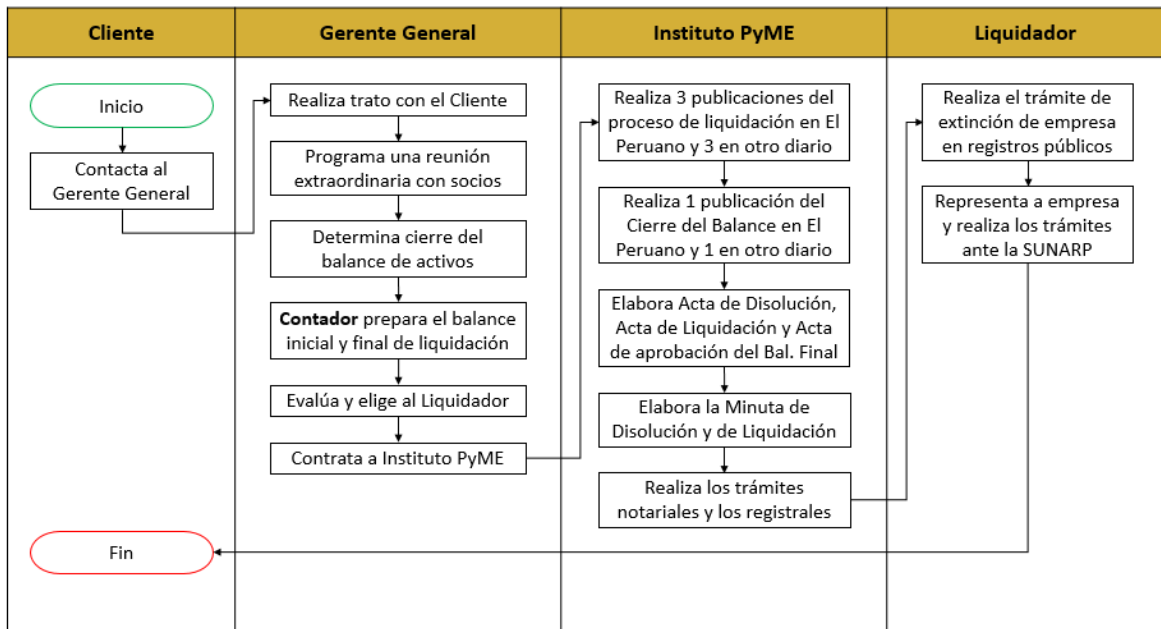 Cliente
Gerente General
Instituto PyME
Liquidador
Inicio
Contacta al
Gerente General
Fin
Realiza trato con el Cliente
Programa una reunión
extraordinaria con socios
Determina cierre del
balance de activos
Contador prepara el balance
inicial y final de liquidación
Evalúa y elige al Liquidador
Contrata a Instituto PyME
Realiza 3 publicaciones del
proceso de liquidación en El
Peruano y 3 en otro diario
Realiza 1 publicación del
Cierre del Balance en El
Peruano y 1 en otro diario
Elabora Acta de Disolución,
Acta de Liquidación y Acta
de aprobación del Bal. Final
Elabora la Minuta de
Disolución y de Liquidación
Realiza los trámites
notariales y los registrales
Realiza el trámite de
extinción de empresa
en registros públicos
Representa a empresa
y realiza los trámites
ante la SUNARP